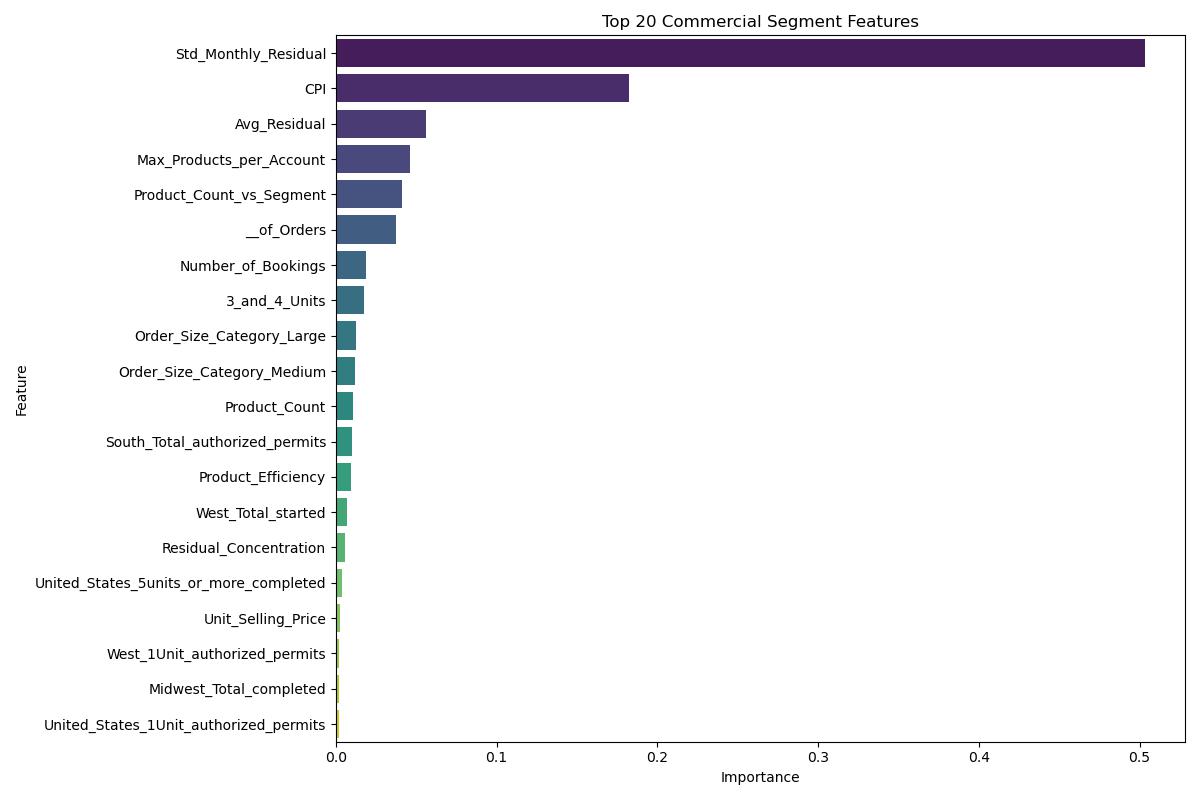 Top 20 Commercial Segment Features
Std_Monthly_Residual
CPI
Avg_Residual
Max_Products_per_Account
Product_Count_vs_Segment
__of_Orders
Number_of_Bookings
3_and_4_Units
Order_Size_Category_Large
Order_Size_Category_Medium
Product_Count
South_Total_authorized_permits
Product_Efficiency
West_Total_started
Residual_Concentration
United_States_5units_or_more_completed
Unit_Selling_Price
West_1Unit_authorized_permits
Midwest_Total_completed
United_States_1Unit_authorized_permits
Feature
0.0 0.1 0.2 0.3 0.4 0.5
Importance